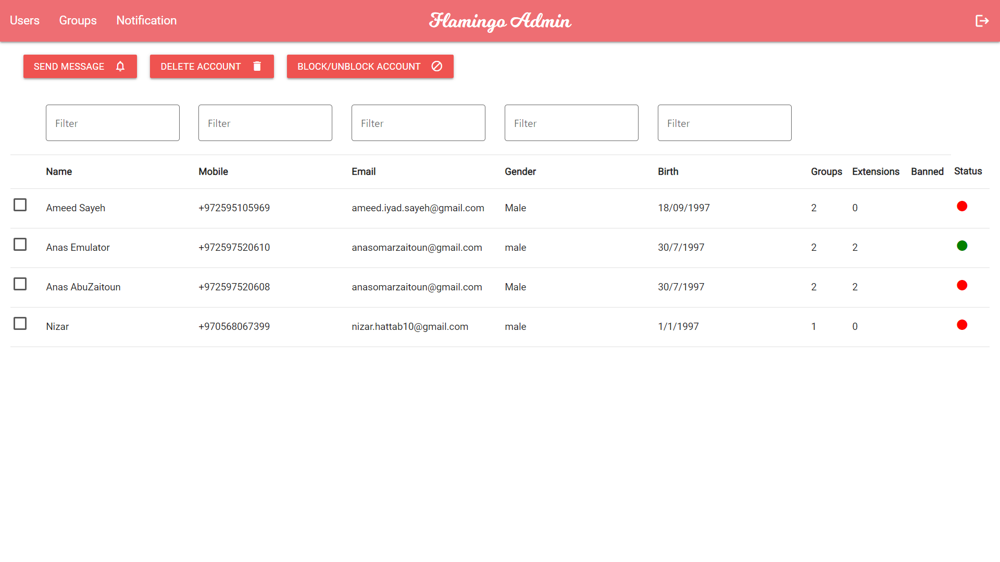 Users Groups Notification Flamingo Admin
SEND MESSAGE DELETE ACCOUNT BLOCK/UNBLOCK ACCOUNT
Filter Filter Filter Filter Filter
Name Mobile Email Gender Birth Groups Extensions Banned Status
Ameed Sayeh +972595105969 ameed.iyad.sayeh@gmail.com Male 18/09/1997 2 0
Anas Emulator +972597520610 anasomarzaitoun@gmail.com male 30/7/1997 2 2
Anas AbuZaitoun +972597520608 anasomarzaitoun@gmail.com Male 30/7/1997 2 2
Nizar +970568067399 nizar.hattab10@gmail.com male 1/1/1997 1 0